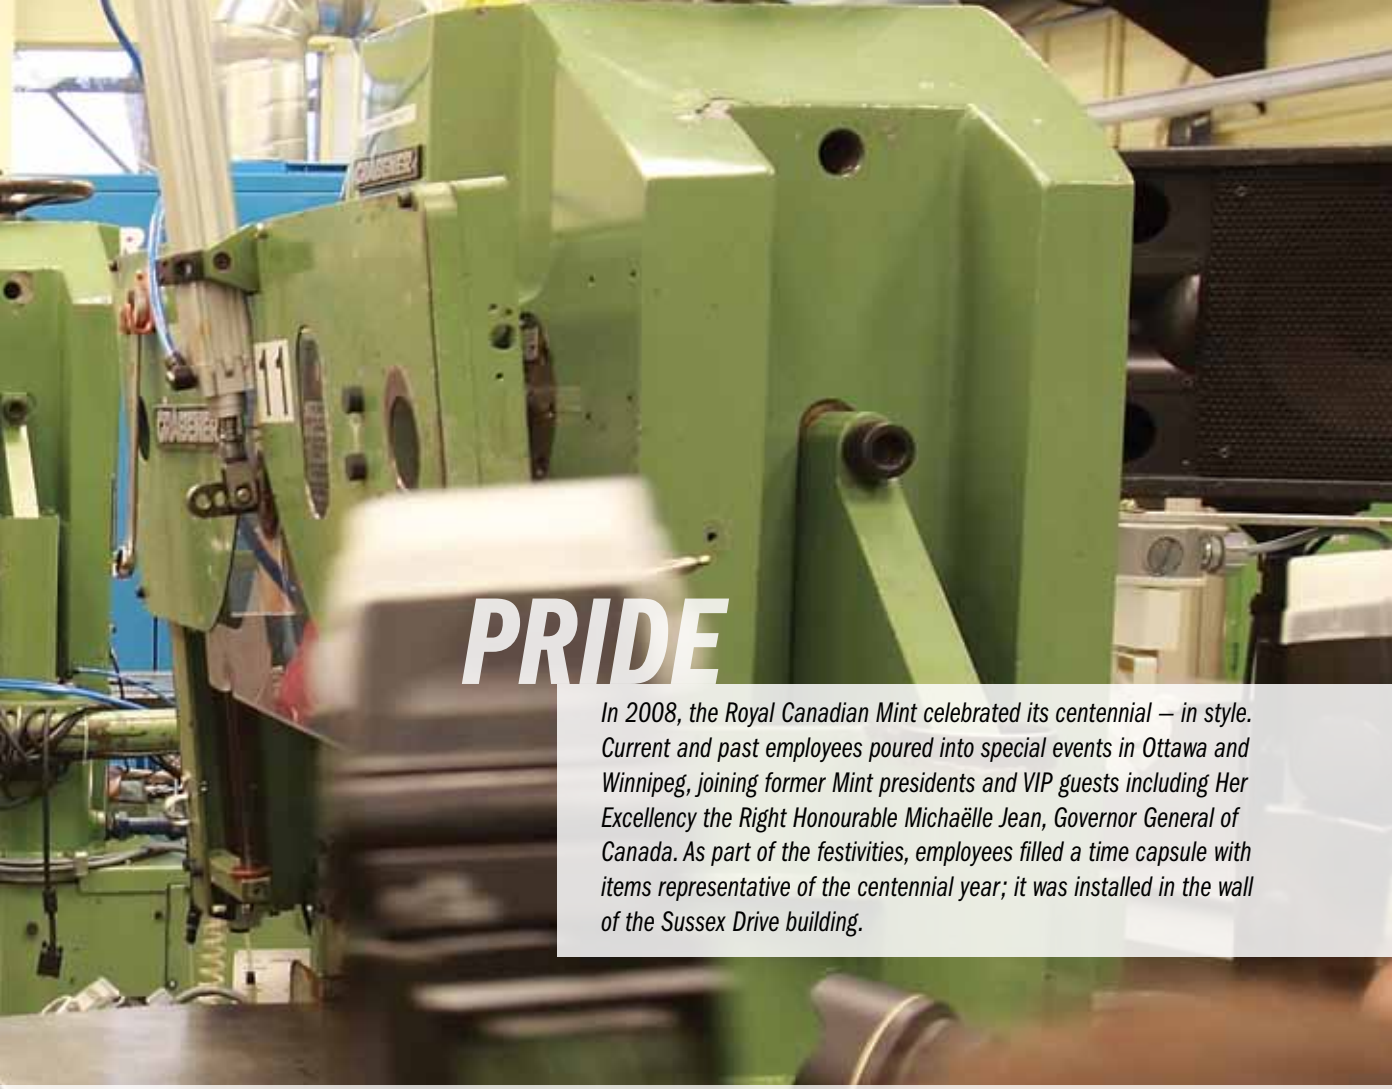 GRABENER
11
GRABENER
PRIDE
In 2008, the Royal Canadian Mint celebrated its centennial – in style.
Current and past employees poured into special events in Ottawa and
Winnipeg, joining former Mint presidents and VIP guests including Her
Excellency the Right Honourable Michaëlle Jean, Governor General of
Canada. As part of the festivities, employees filled a time capsule with
items representative of the centennial year; it was installed in the wall
of the Sussex Drive building.